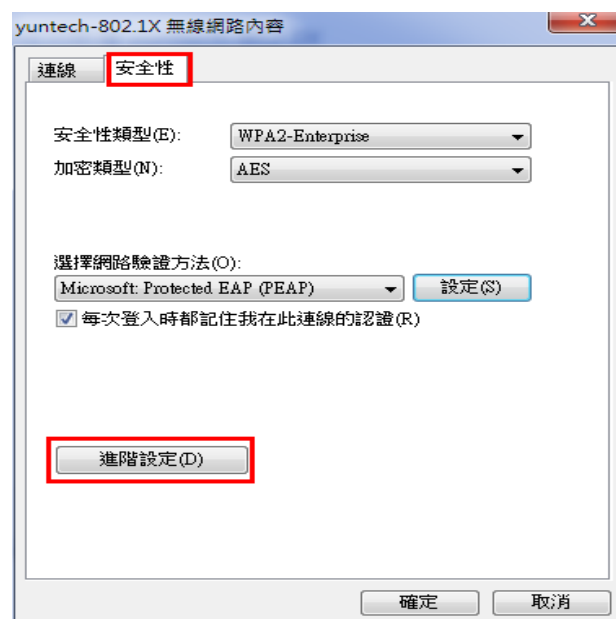 yuntech-802.1X 無線網路內容
連線 安全性
安全性類型(E): WPA2-Enterprise
加密類型(N): AES
選擇網路驗證方法(O):
Microsoft: Protected EAP (PEAP) 設定(S)
每次登入時都記住我在此連線的認證(R)
進階設定(D)
確定 取消